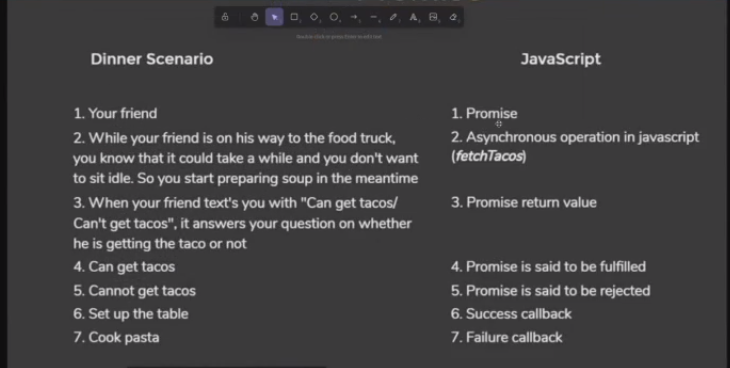 Dinner Scenario
JavaScript
1. Your friend
1. Promise
2. While your friend is on his way to the food truck,
you know that it could take a while and you don't want
to sit idle. So you start preparing soup in the meantime
2. Asynchronous operation in javascript
(fetchTacos)
3. When your friend text's you with "Can get tacos/
Can't get tacos", it answers your question on whether
he is getting the taco or not
3. Promise return value
4. Can get tacos
4. Promise is said to be fulfilled
5. Cannot get tacos
5. Promise is said to be rejected
6. Set up the table
6. Success callback
7. Cook pasta
7. Failure callback